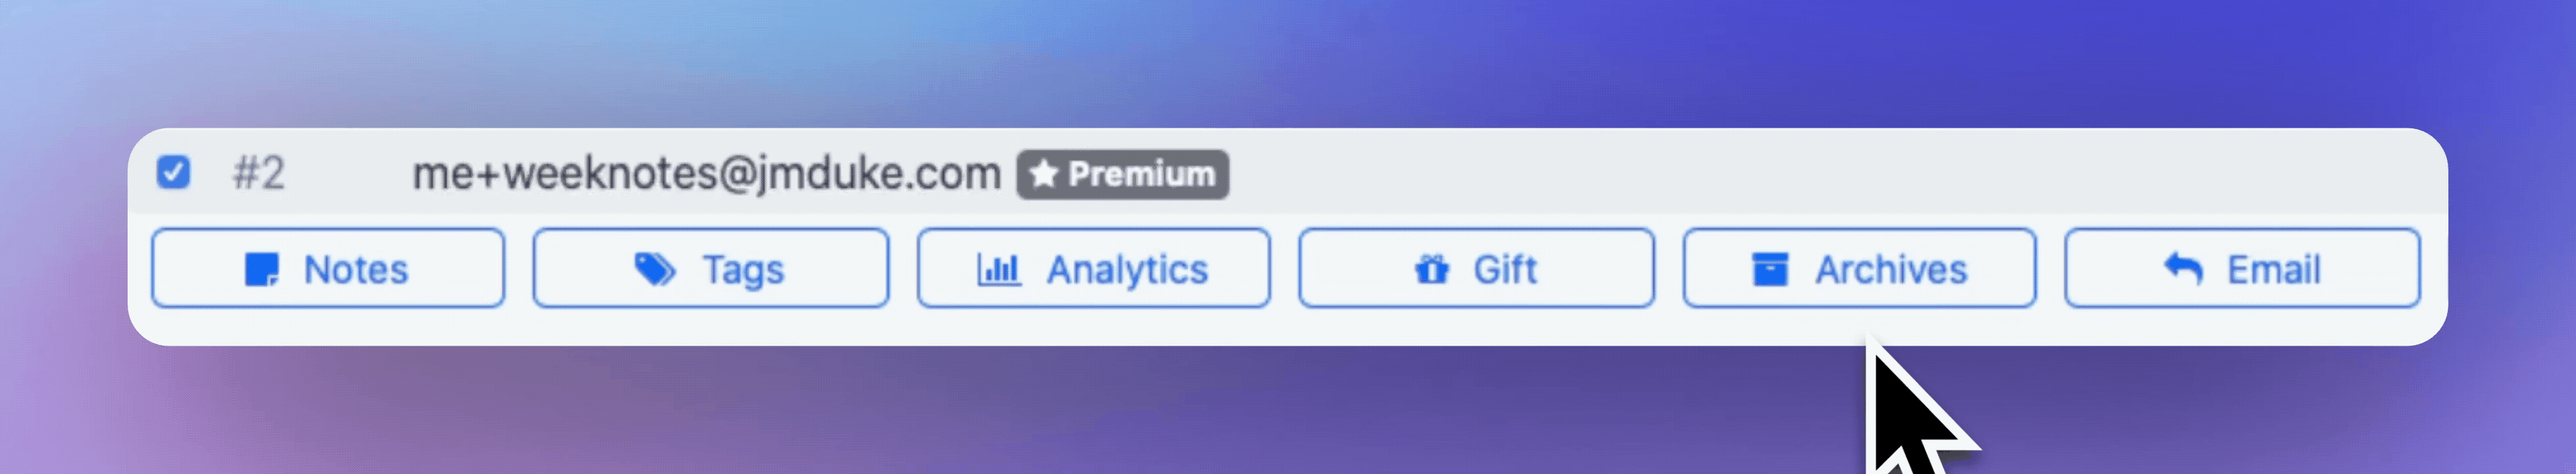 #2 me+weeknotes@jmduke.com Premium
Notes Tags Analytics Gift Archives Email